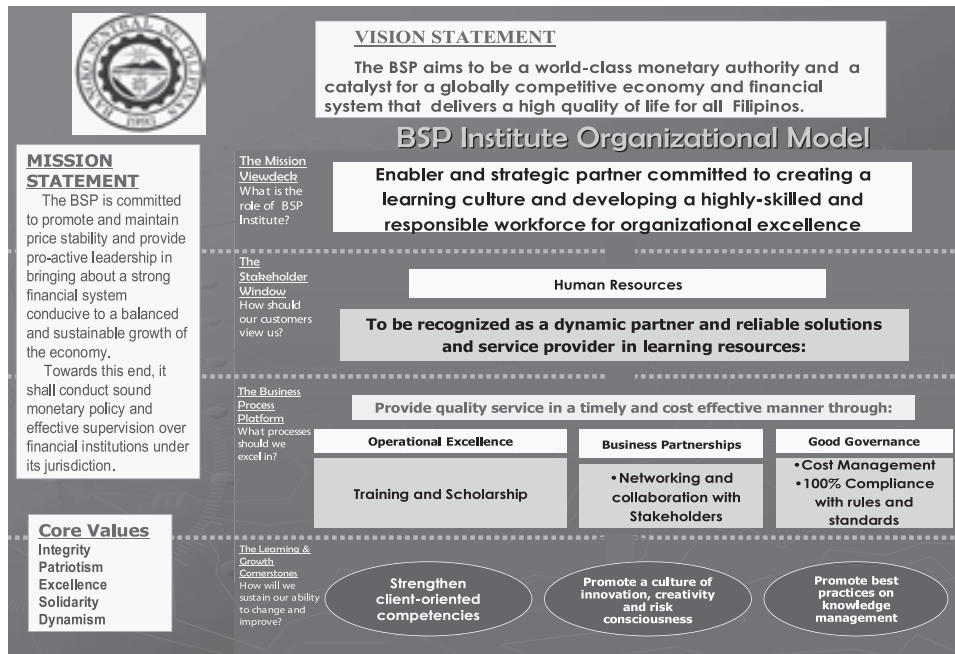 BANGKO SENTRAL NG PILIPINAS
1993
VISION STATEMENT
The BSP aims to be a world-class monetary authority and a
catalyst for a globally competitive economy and financial
system that delivers a high quality of life for all Filipinos.
BSP Institute Organizational Model
MISSION
STATEMENT
The BSP is committed
to promote and maintain
price stability and provide
pro-active leadership in
bringing about a strong
financial system
conducive to a balanced
and sustainable growth of
the economy.
Towards this end, it
shall conduct sound
monetary policy and
effective supervision over
financial institutions under
its jurisdiction.
Core Values
Integrity
Patriotism
Excellence
Solidarity
Dynamism
The Mission
Viewdeck
What is the
role of BSP
Institute?
Enabler and strategic partner committed to creating a
learning culture and developing a highly-skilled and
responsible workforce for organizational excellence
The
Stakeholder
Window
How should
our customers
view us?
Human Resources
To be recognized as a dynamic partner and reliable solutions
and service provider in learning resources:
The Business
Process
Platform
What processes
should we
excel in?
Provide quality service in a timely and cost effective manner through:
Operational Excellence
Training and Scholarship
Business Partnerships
•Networking and
collaboration with
Stakeholders
Good Governance
•Cost Management
•100% Compliance
with rules and
standards
The Learning &
Growth
Cornerstones
How will we
sustain our ability
to change and
improve?
Strengthen
client-oriented
competencies
Promote a culture of
innovation, creativity
and risk
consciousness
Promote best
practices on
knowledge
management